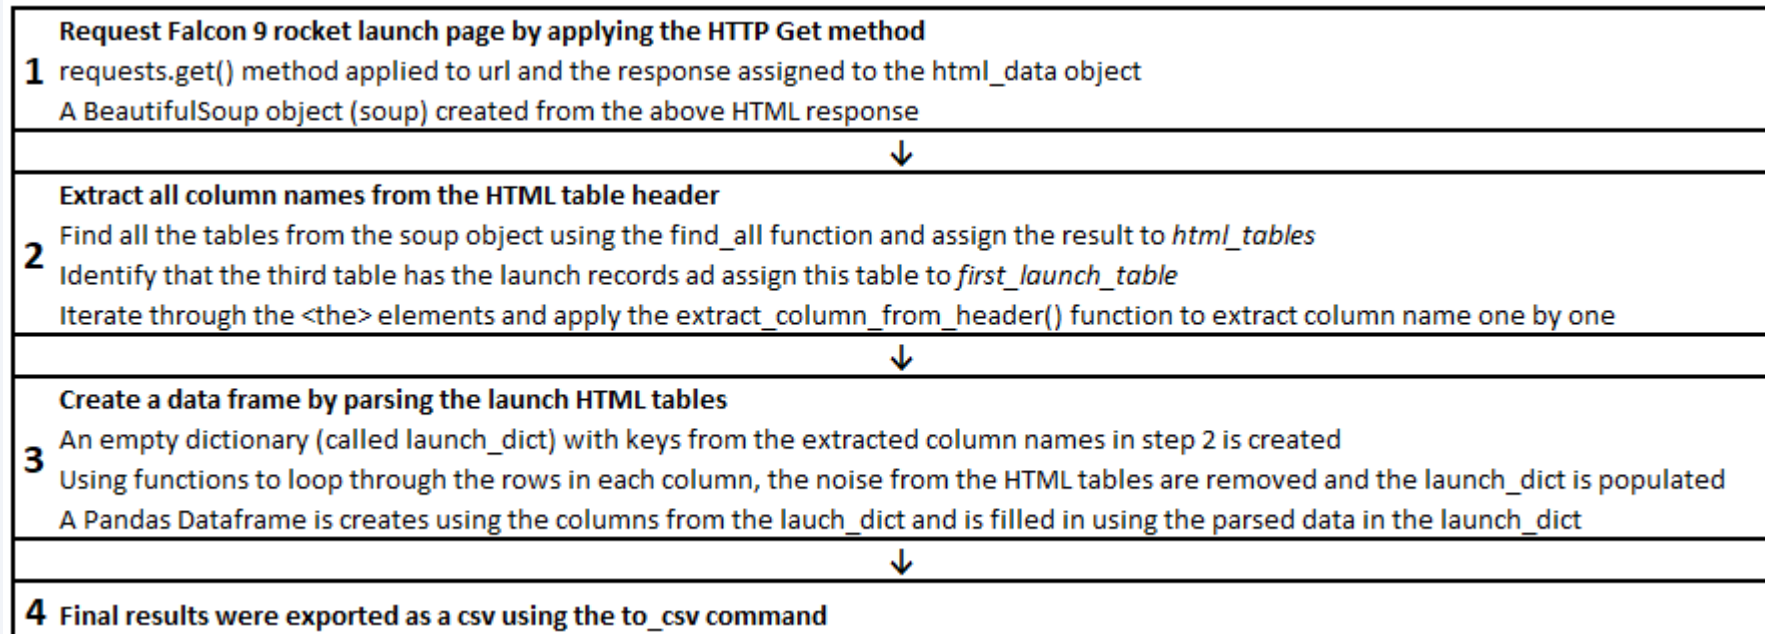 Request Falcon 9 rocket launch page by applying the HTTP Get method
1 requests.get() method applied to url and the response assigned to the html_data object
A BeautifulSoup object (soup) created from the above HTML response
↓
Extract all column names from the HTML table header
Find all the tables from the soup object using the find_all function and assign the result to html_tables
2
Identify that the third table has the launch records ad assign this table to first_launch_table
Iterate through the <the> elements and apply the extract_column_from_header() function to extract column name one by one
↓
Create a data frame by parsing the launch HTML tables
An empty dictionary (called launch_dict) with keys from the extracted column names in step 2 is created
3
Using functions to loop through the rows in each column, the noise from the HTML tables are removed and the launch_dict is populated
A Pandas Dataframe is creates using the columns from the lauch_dict and is filled in using the parsed data in the launch_dict
↓
4 Final results were exported as a csv using the to_csv command